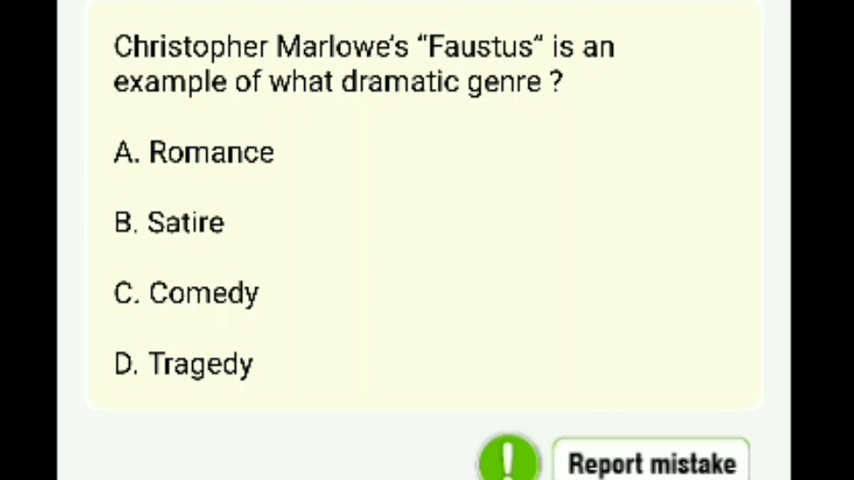 Christopher Marlowe's “Faustus“ is an
example of what dramatic genre ?
A. Romance
B. Satire
C. Comedy
D. Tragedy
! Report mistake